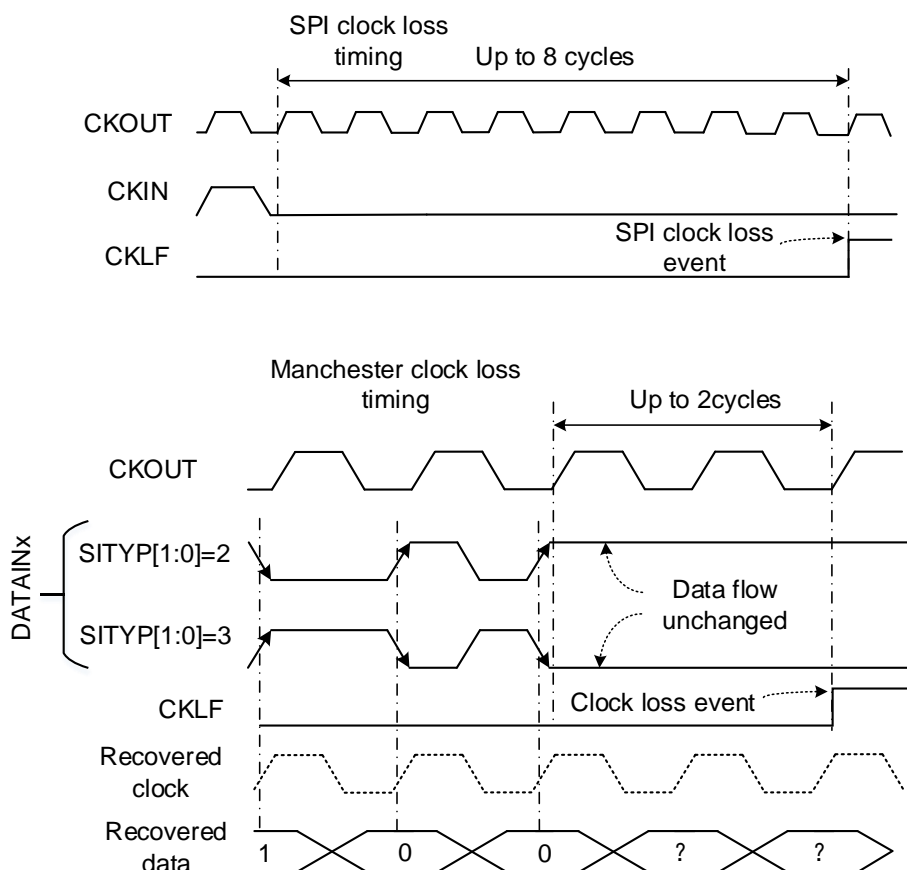 SPI clock loss
timing
Up to 8 cycles
CKOUT
CKIN
CKLF
SPI clock loss
event
Manchester clock loss
timing
Up to 2cycles
CKOUT
DATAINx
SITYP[1:0]=2
SITYP[1:0]=3
Data flow
unchanged
CKLF
Clock loss event
Recovered
clock
Recovered
data
1 0 0 ? ?